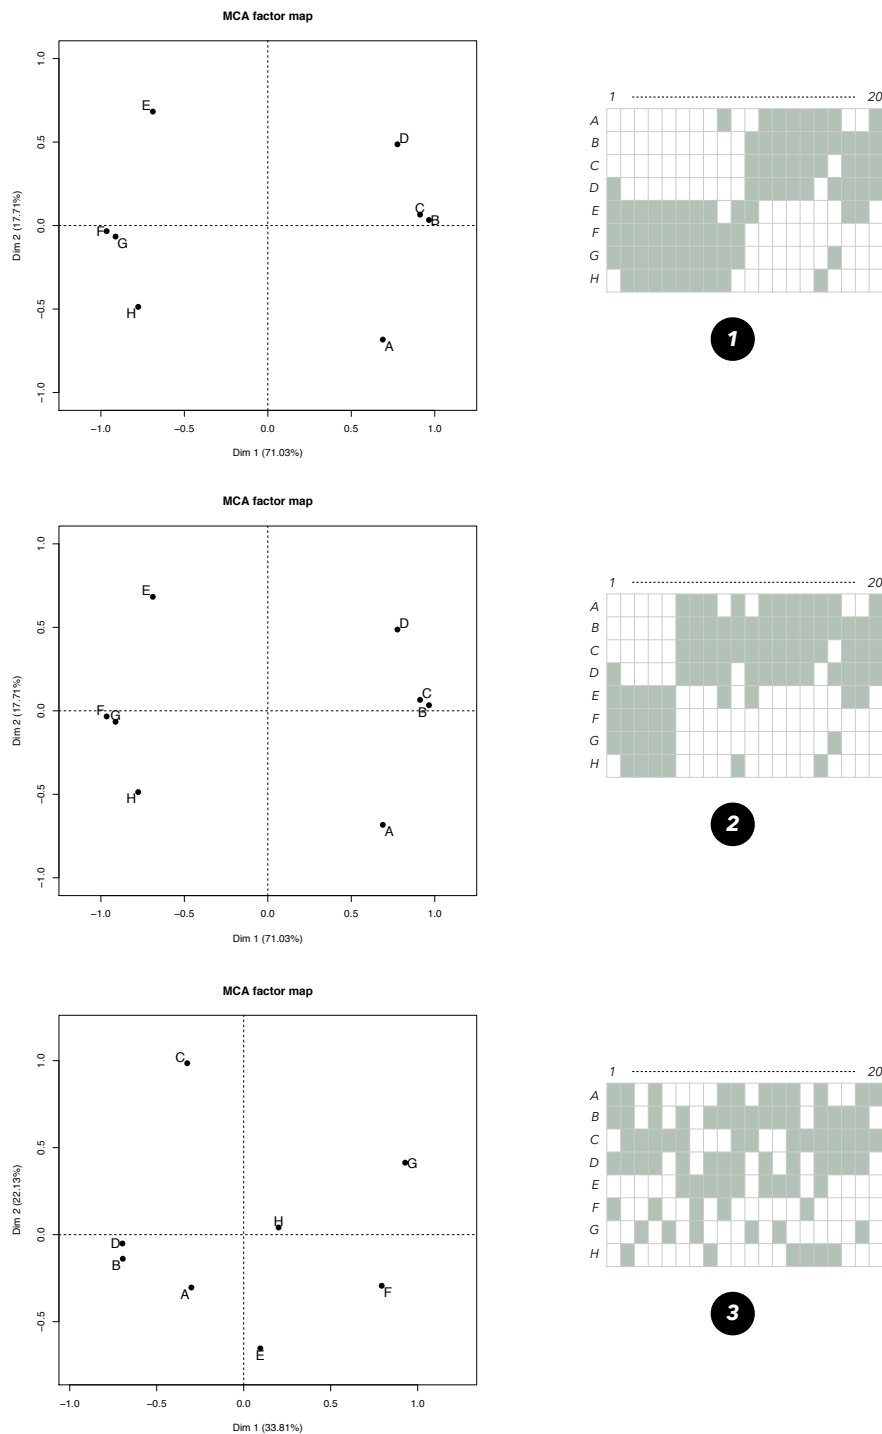 MCA factor map
1.0
0.5
0.0
−0.5
−1.0
Dim 2 (17.71%)
E
D
C
B
F
G
H
A
−1.0 −0.5 0.0 0.5 1.0
Dim 1 (71.03%)
1 20
A
B
C
D
E
F
G
H
1
MCA factor map
1.0
0.5
0.0
−0.5
−1.0
Dim 2 (17.71%)
E
D
C
B
F
G
H
A
−1.0 −0.5 0.0 0.5 1.0
Dim 1 (71.03%)
1 20
A
B
C
D
E
F
G
H
2
MCA factor map
1.0
0.5
0.0
−0.5
Dim 2 (22.13%)
C
G
H
D
B
A
F
E
−1.0 −0.5 0.0 0.5 1.0
Dim 1 (33.81%)
1 20
A
B
C
D
E
F
G
H
3